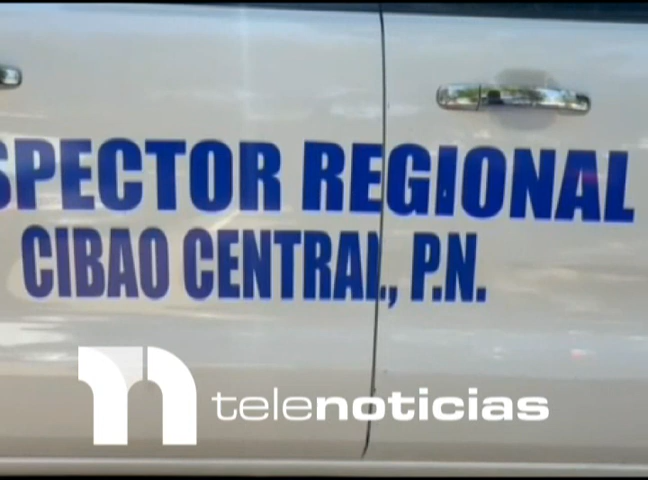 SPECTOR REGIONAL
CIBAO CENTRAL, P.N.
telenoticias